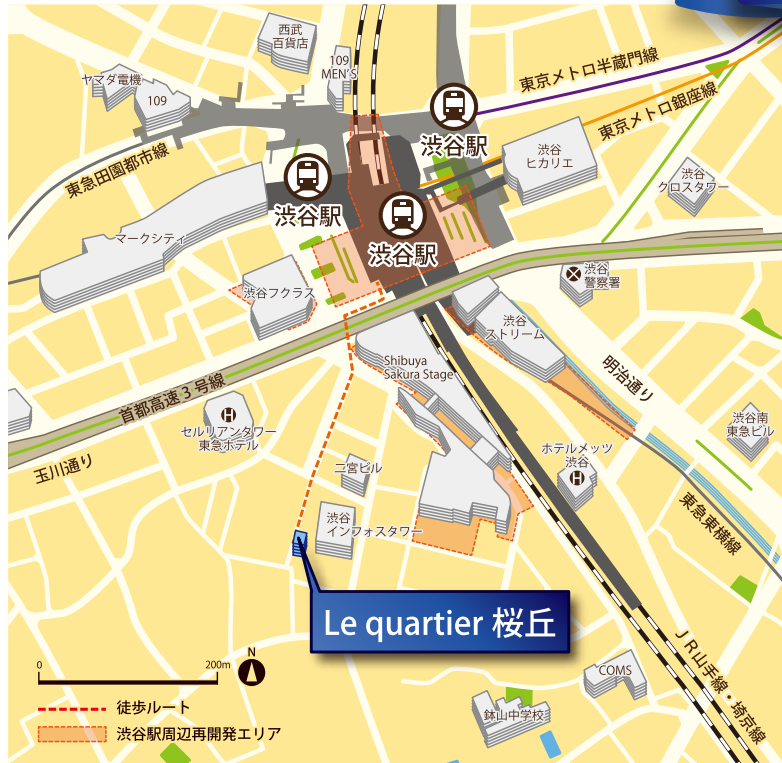 西武
百貨店
109
MEN'S
ヤマダ電機
109
東京メトロ半蔵門線
東京メトロ銀座線
渋谷駅
渋谷
ヒカリエ
東急田園都市線
渋谷駅
渋谷
クロスタワー
渋谷駅
マークシティ
渋谷フクラス
渋谷
警察署
渋谷
ストリーム
Shibuya
Sakura Stage
明治通り
首都高速3号線
H
セルリアンタワー
東急ホテル
渋谷南
東急ビル
玉川通り
二宮ビル
ホテルメッツ
渋谷
H
渋谷
インフォスタワー
東急東横線
Le quartier 桜丘
JR山手線・埼京線
N
0
200m
COMS
徒歩ルート
鉢山中学校
渋谷駅周辺再開発エリア